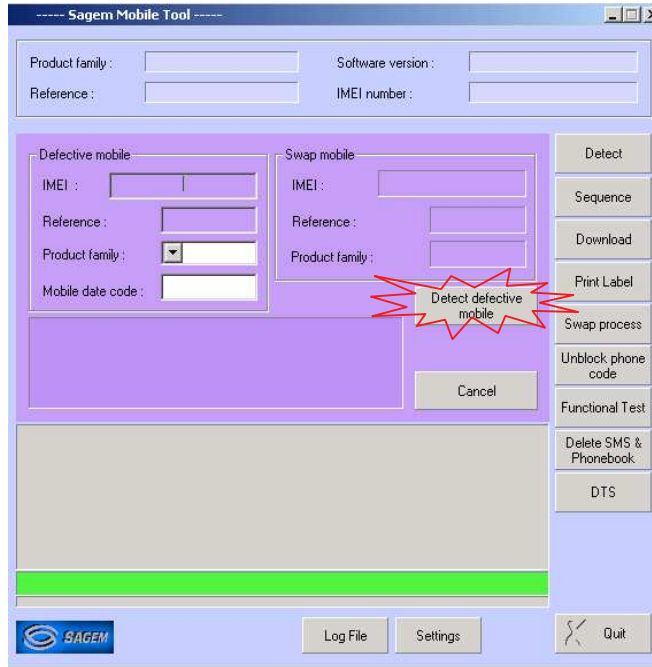 ----- Sagem Mobile Tool -----
Product family :
Software version :
Reference :
IMEI number :
Defective mobile
IMEI :
Reference :
Product family :
Mobile date code :
Swap mobile
IMEI :
Reference :
Product family :
Detect defective
mobile
Cancel
Detect
Sequence
Download
Print Label
Swap process
Unblock phone
code
Functional Test
Delete SMS &
Phonebook
DTS
SAGEM
Log File
Settings
Quit